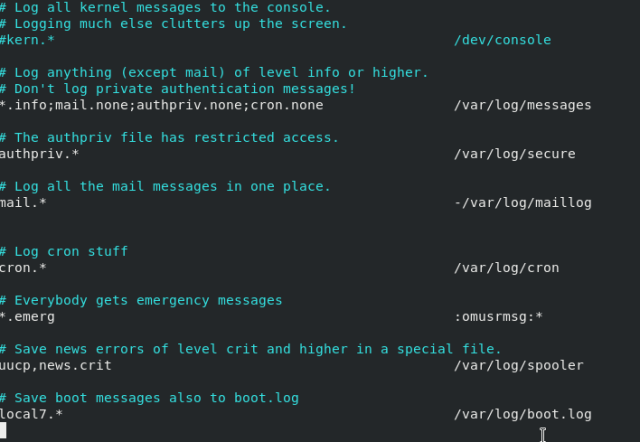 # Log all kernel messages to the console.
# Logging much else clutters up the screen.
#kern.* /dev/console
# Log anything (except mail) of level info or higher.
# Don't log private authentication messages!
*.info;mail.none;authpriv.none;cron.none /var/log/messages
# The authpriv file has restricted access.
authpriv.* /var/log/secure
# Log all the mail messages in one place.
mail.* -/var/log/maillog
# Log cron stuff
cron.* /var/log/cron
# Everybody gets emergency messages
*.emerg :omusrmsg:*
# Save news errors of level crit and higher in a special file.
uucp,news.crit /var/log/spooler
# Save boot messages also to boot.log
local7.* /var/log/boot.log